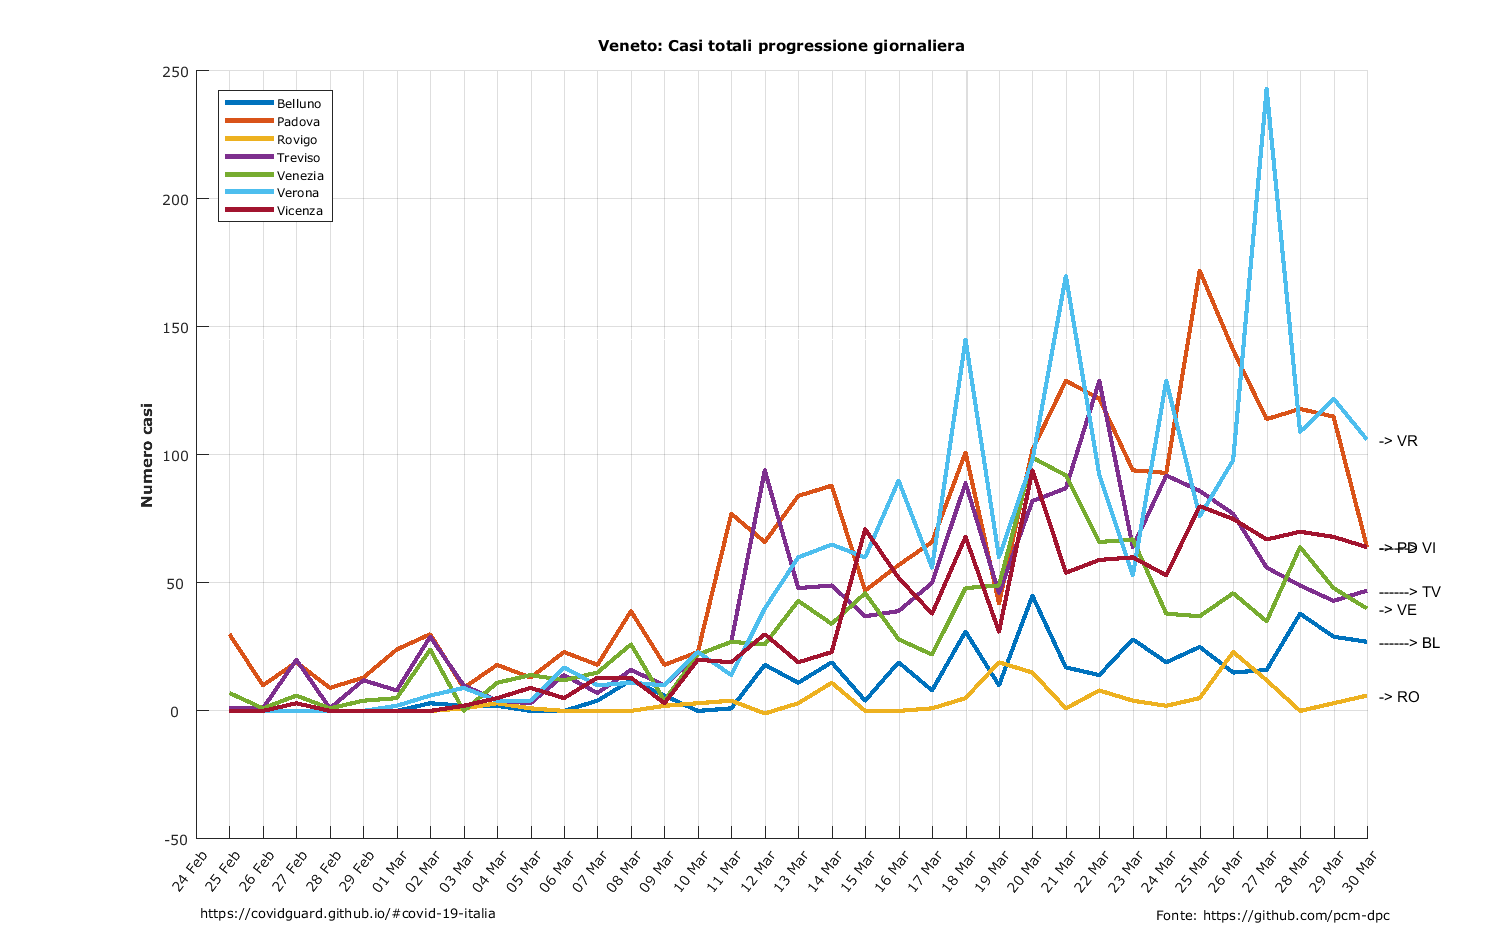 Veneto: Casi totali progressione giornaliera
250
200
150
100
50
0
-50
Numero casi
Belluno
Padova
Rovigo
Treviso
Venezia
Verona
Vicenza
-> VR
-> PD
------> VI
------> TV
-> VE
------> BL
-> RO
24 Feb
25 Feb
26 Feb
27 Feb
28 Feb
29 Feb
01 Mar
02 Mar
03 Mar
04 Mar
05 Mar
06 Mar
07 Mar
08 Mar
09 Mar
10 Mar
11 Mar
12 Mar
13 Mar
14 Mar
15 Mar
16 Mar
17 Mar
18 Mar
19 Mar
20 Mar
21 Mar
22 Mar
23 Mar
24 Mar
25 Mar
26 Mar
27 Mar
28 Mar
29 Mar
30 Mar
https://covidguard.github.io/#covid-19-italia
Fonte: https://github.com/pcm-dpc